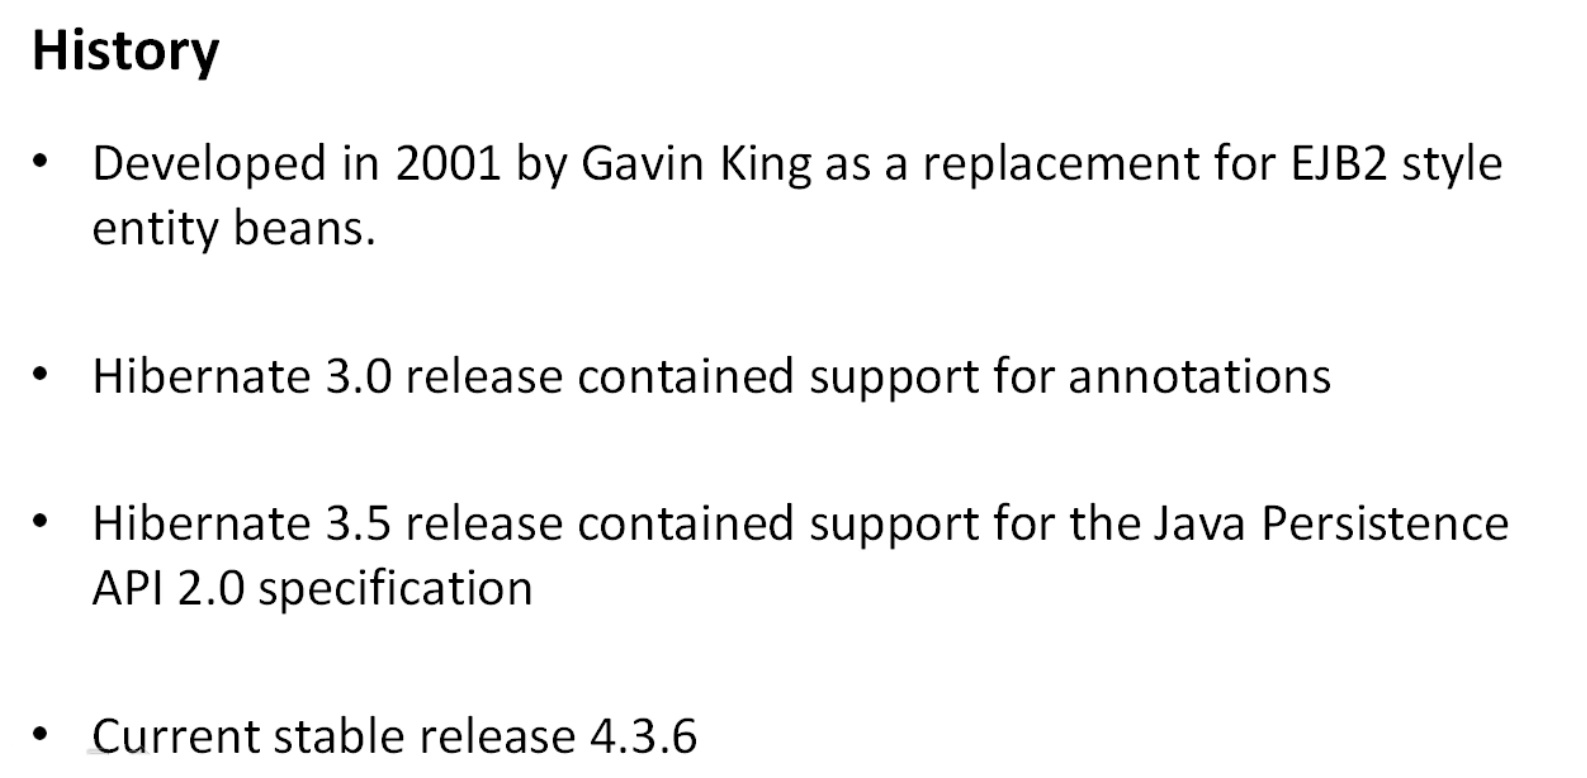 History
• Developed in 2001 by Gavin King as a replacement for EJB2 style
entity beans.
• Hibernate 3.0 release contained support for annotations
• Hibernate 3.5 release contained support for the Java Persistence
API 2.0 specification
• Current stable release 4.3.6